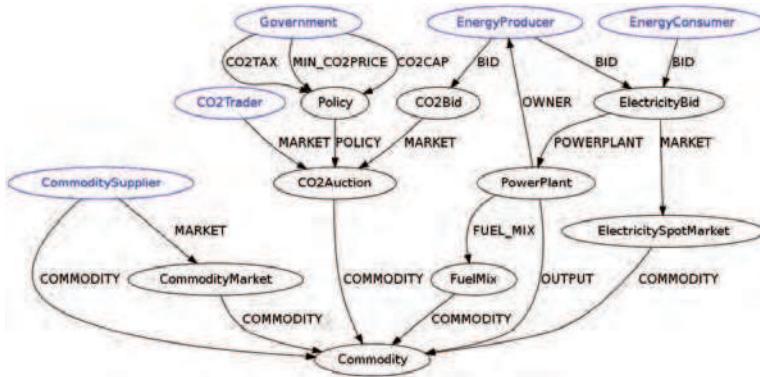 Government EnergyProducer EnergyConsumer
CO2TAX MIN_CO2PRICE CO2CAP BID BID BID
CO2Trader Policy CO2Bid OWNER ElectricityBid
MARKET POLICY MARKET POWERPLANT MARKET
CommoditySupplier CO2Auction PowerPlant
MARKET FUEL_MIX ElectricitySpotMarket
COMMODITY CommodityMarket COMMODITY FuelMix OUTPUT COMMODITY
COMMODITY COMMODITY
Commodity